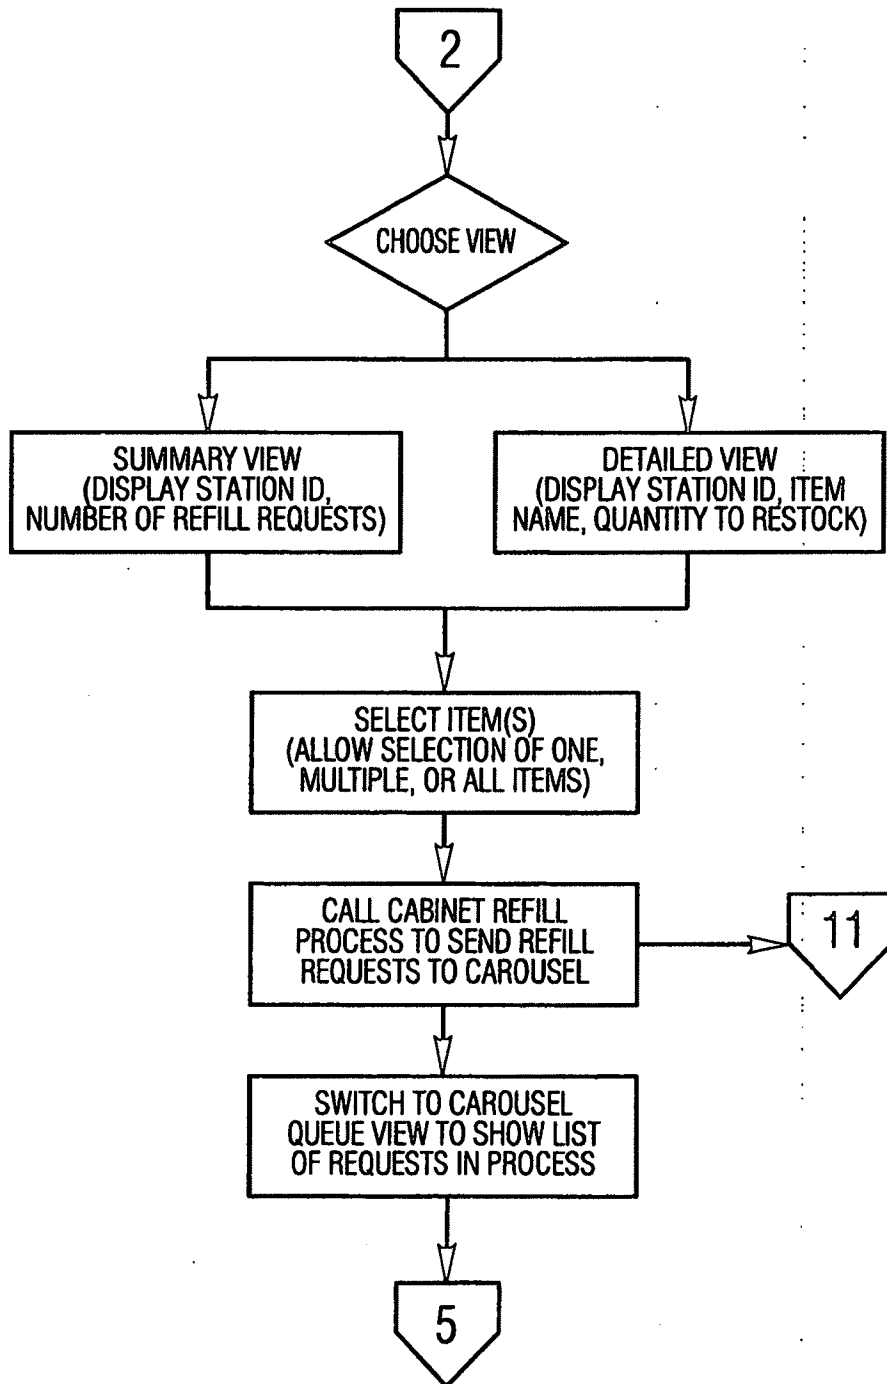 2
CHOOSE VIEW
SUMMARY VIEW
(DISPLAY STATION ID,
NUMBER OF REFILL REQUESTS)
DETAILED VIEW
(DISPLAY STATION ID, ITEM
NAME, QUANTITY TO RESTOCK)
SELECT ITEM(S)
(ALLOW SELECTION OF ONE,
MULTIPLE, OR ALL ITEMS)
CALL CABINET REFILL
PROCESS TO SEND REFILL
REQUESTS TO CAROUSEL
11
SWITCH TO CAROUSEL
QUEUE VIEW TO SHOW LIST
OF REQUESTS IN PROCESS
5